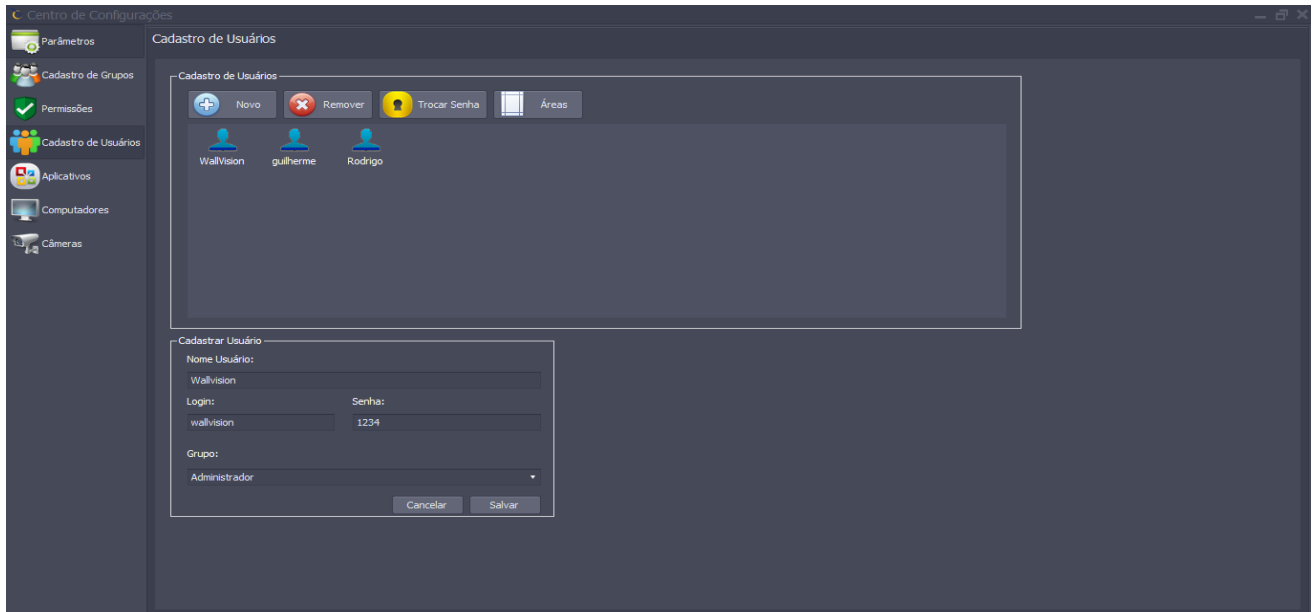 Centro de Configurações
Parâmetros
Cadastro de Grupos
Permissões
Cadastro de Usuários
Aplicativos
Computadores
Câmeras
Cadastro de Usuários
Cadastro de Usuários
Novo
Remover
Trocar Senha
Áreas
WallVision
guilherme
Rodrigo
Cadastrar Usuário
Nome Usuário:
Wallvision
Login:
Senha:
wallvision
1234
Grupo:
Administrador
Cancelar
Salvar